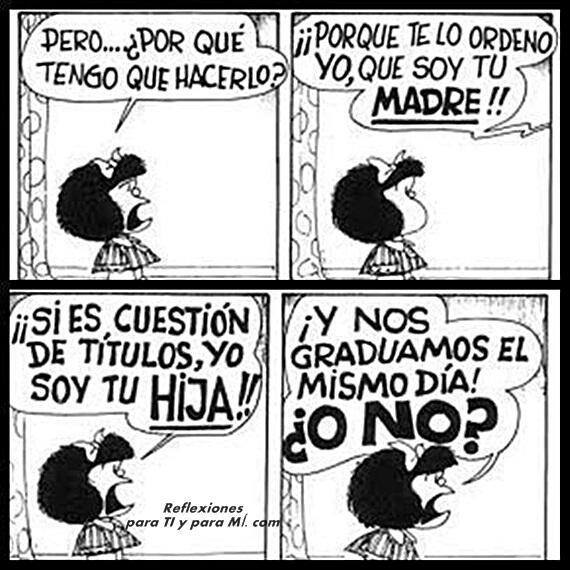 PERO...¿POR QUÉ
TENGO QUE HACERLO?
¡¡PORQUE TE LO ORDENO
YO, QUE SOY TU
MADRE!!
¡¡SI ES CUESTIÓN
DE TÍTULOS, YO
SOY TU HIJA!!
¡Y NOS
GRADUAMOS EL
MISMO DÍA!
¿O NO?
Reflexiones
para TI y para MÍ. com